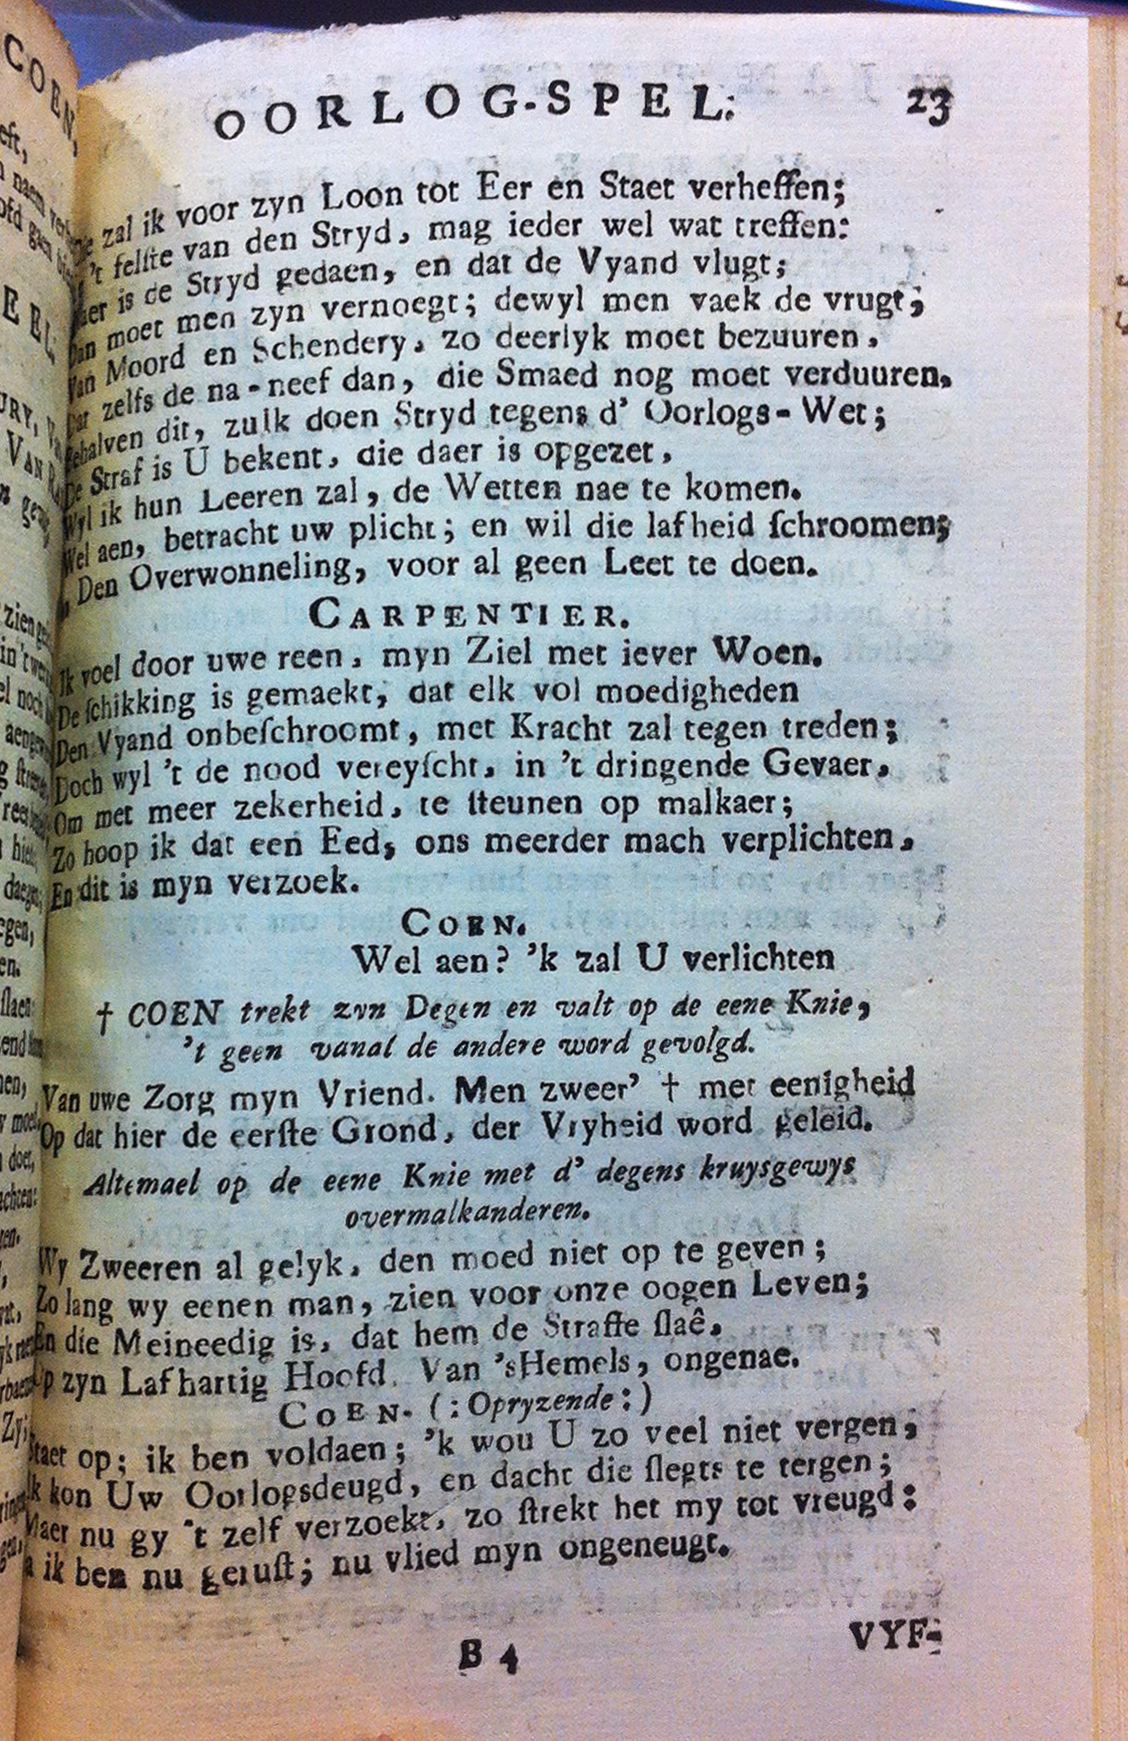 OORLOG-SPEL. 23
zal ik voor zyn Loon tot Eer en Staet verheffen;
't felſte van den Stryd, mag ieder wel wat treffen:
is de Stryd gedaen, en dat de Vyand vlugt;
Dan moet men zyn vernoegt; dewyl men vaek de vrugt;
Van Moord en Schendery, zo deerlyk moet bezuuren.
zelfs de na-neef dan, die Smaed nog moet verduuren.
Behalven dit, zulk doen Stryd tegens d' Oorlogs-Wet;
De Straf is U bekent, die daer is opgezet,
Wyl ik hun Leeren zal, de Wetten nae te komen.
Wel aen, betracht uw plicht; en wil die lafheid ſchroomen;
Den Overwonneling, voor al geen Leet te doen.
CARPENTIER.
Ik voel door uwe reen, myn Ziel met iever Woen.
De ſchikking is gemaekt, dat elk vol moedigheden
Den Vyand onbeſchroomt, met Kracht zal tegen treden;
Doch wyl 't de nood vereyſcht, in 't dringende Gevaer,
Om met meer zekerheid, te ſteunen op malkaer;
Zo hoop ik dat een Eed, ons meerder mach verplichten,
En dit is myn verzoek.
COEN.
Wel aen? 'k zal U verlichten
† COEN trekt zyn Degen en valt op de eene Knie,
't geen vanal de andere word gevolgd.
Van uwe Zorg myn Vriend. Men zweer' † met eenigheid
Op dat hier de eerſte Grond, der Vryheid word geleid.
Altemael op de eene Knie met d' degens kruysgewys
overmalkanderen.
Wy Zweeren al gelyk, den moed niet op te geven;
Zo lang wy eenen man, zien voor onze oogen Leven;
En die Meineedig is, dat hem de Straffe ſlaê,
Op zyn Lafhartig Hoofd. Van 'sHemels, ongenae.
COEN. (:Opryzende:)
Staet op; ik ben voldaen; 'k wou U zo veel niet vergen,
Ik kon Uw Oorlogsdeugd, en dacht die ſlegts te tergen;
Maer nu gy 't zelf verzoekt, zo ſtrekt het my tot vreugd:
ik ben nu geruſt; nu vlied myn ongeneugt.
B 4 VYF-